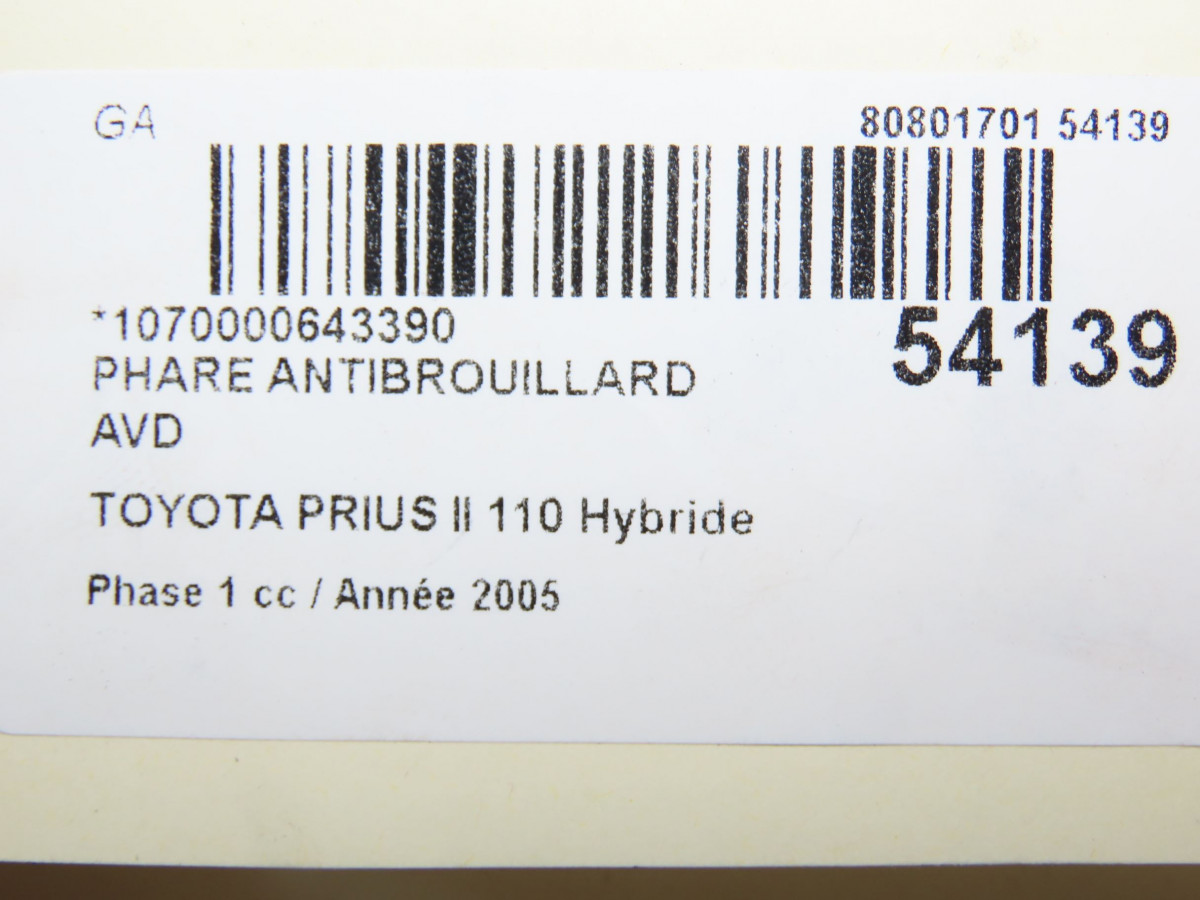 GA 80801701 54139
*1070000643390
54139
PHARE ANTIBROUILLARD
AVD
TOYOTA PRIUS II 110 Hybride
Phase 1 cc / Année 2005